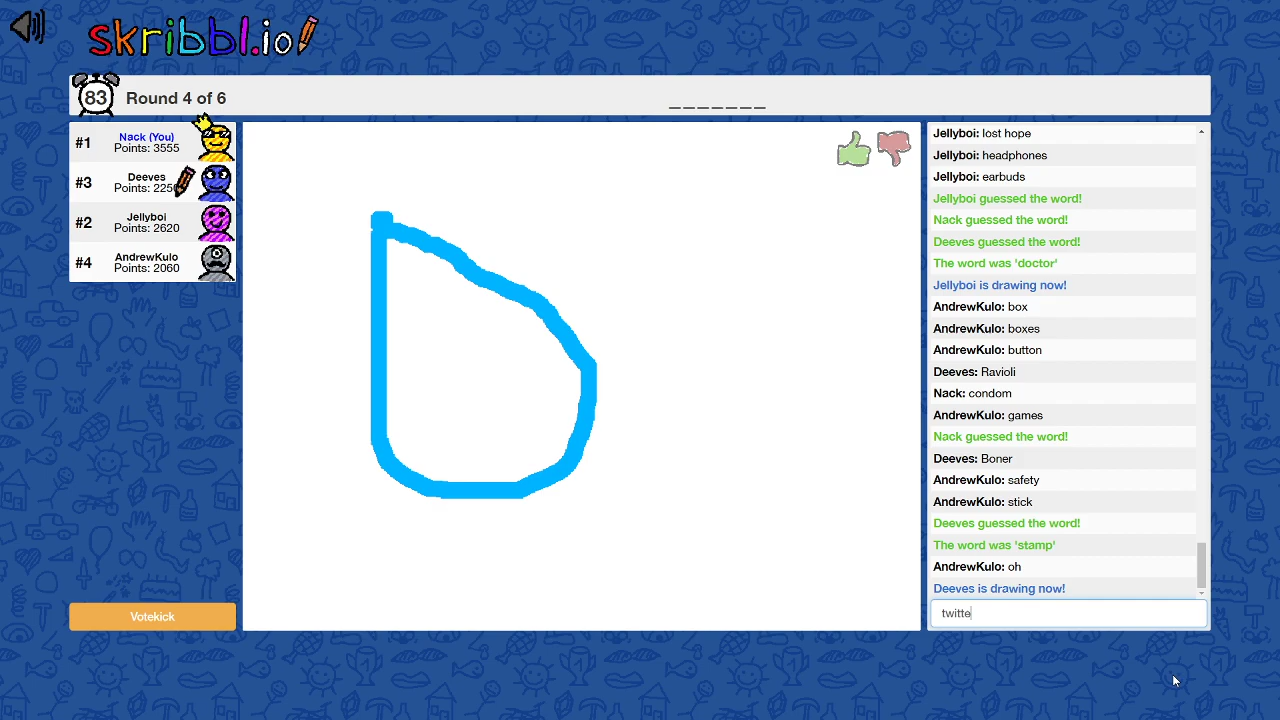 skribbl.io
83
Round 4 of 6
_ _ _ _ _ _ _
#1
Nack (You)
Points: 3555
#3
Deeves
Points: 2250
#2
Jellyboi
Points: 2620
#4
AndrewKulo
Points: 2060
Votekick
Jellyboi: lost hope
Jellyboi: headphones
Jellyboi: earbuds
Jellyboi guessed the word!
Nack guessed the word!
Deeves guessed the word!
The word was 'doctor'
Jellyboi is drawing now!
AndrewKulo: box
AndrewKulo: boxes
AndrewKulo: button
Deeves: Ravioli
Nack: condom
AndrewKulo: games
Nack guessed the word!
Deeves: Boner
AndrewKulo: safety
AndrewKulo: stick
Deeves guessed the word!
The word was 'stamp'
AndrewKulo: oh
Deeves is drawing now!
twitte